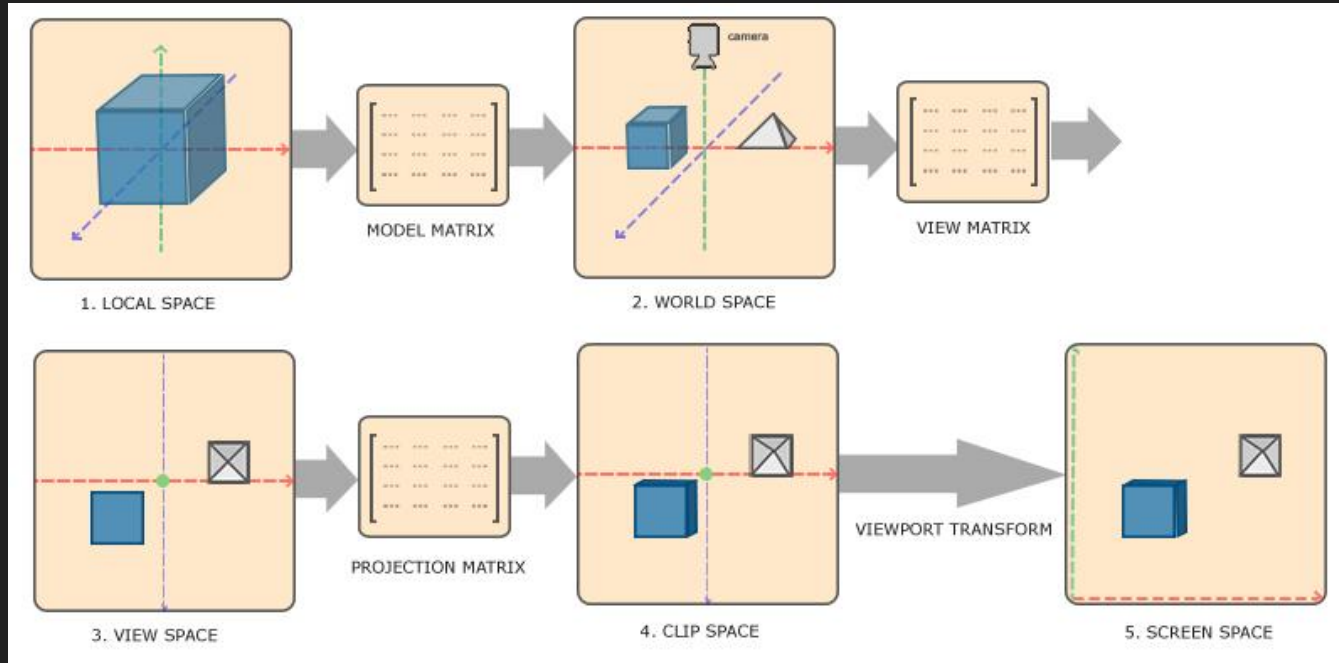 camera
MODEL MATRIX
VIEW MATRIX
1. LOCAL SPACE
2. WORLD SPACE
PROJECTION MATRIX
VIEWPORT TRANSFORM
3. VIEW SPACE
4. CLIP SPACE
5. SCREEN SPACE